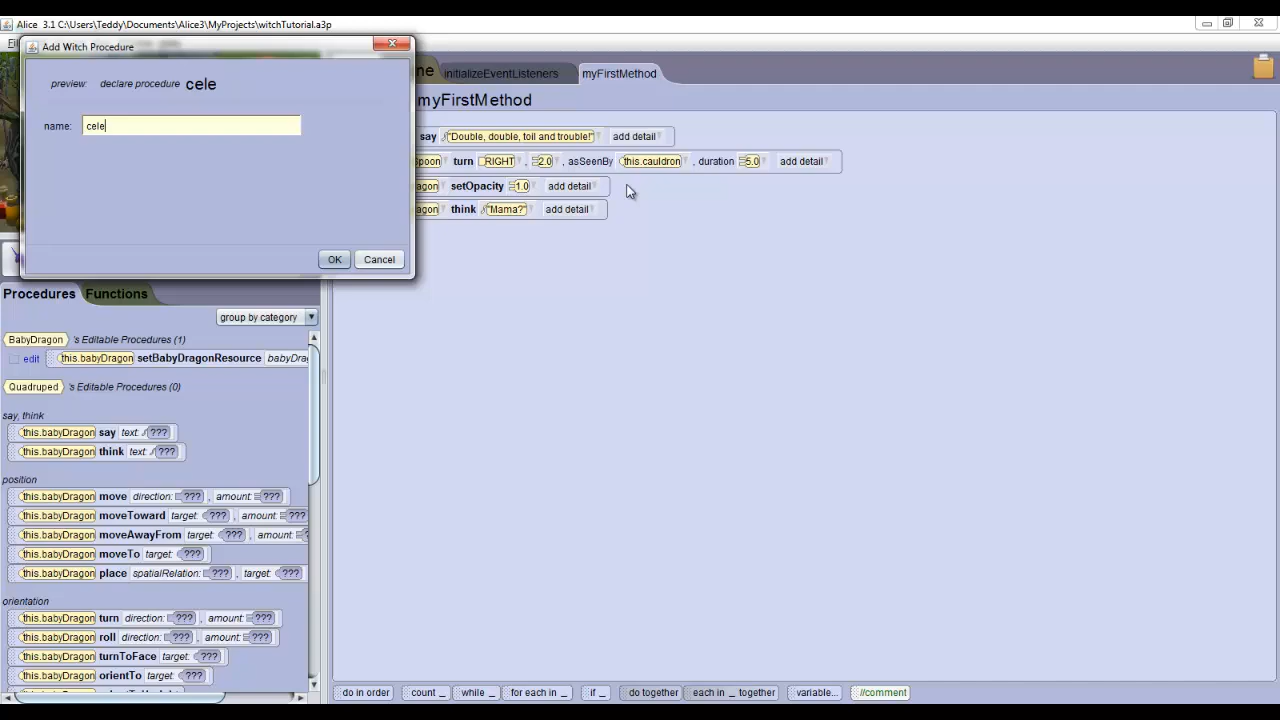 Alice 3.1 C:\Users\Teddy\Documents\Alice3\MyProjects\witchTutorial.a3p
Add Witch Procedure
preview: declare procedure cele
name: cele
OK Cancel
initializeEventListeners myFirstMethod
myFirstMethod
say "Double, double, toil and trouble!" add detail
spoon turn RIGHT , 2.0 , asSeenBy this.cauldron , duration 5.0 add detail
setOpacity 1.0 add detail
think "Mama?" add detail
Procedures Functions
group by category
BabyDragon 's Editable Procedures (1)
edit this.babyDragon setBabyDragonResource babyDra
Quadruped 's Editable Procedures (0)
say, think
this.babyDragon say text: ???
this.babyDragon think text: ???
position
this.babyDragon move direction: ??? , amount: ???
this.babyDragon moveToward target: ??? , amount: ???
this.babyDragon moveAwayFrom target: ??? , amount:
this.babyDragon moveTo target: ???
this.babyDragon place spatialRelation: ??? , target: ???
orientation
this.babyDragon turn direction: ??? , amount: ???
this.babyDragon roll direction: ??? , amount: ???
this.babyDragon turnToFace target: ???
this.babyDragon orientTo target: ???
do in order count _ while _ for each in _ if _ do together each in _ together variable... //comment